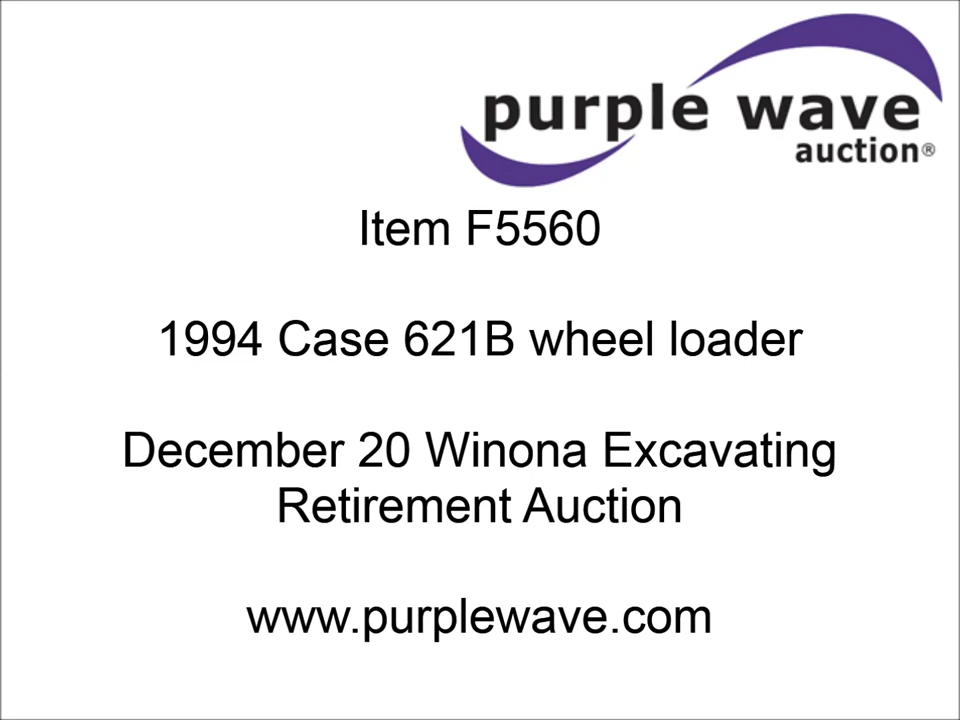 purple wave
auction®
Item F5560
1994 Case 621B wheel loader
December 20 Winona Excavating
Retirement Auction
www.purplewave.com